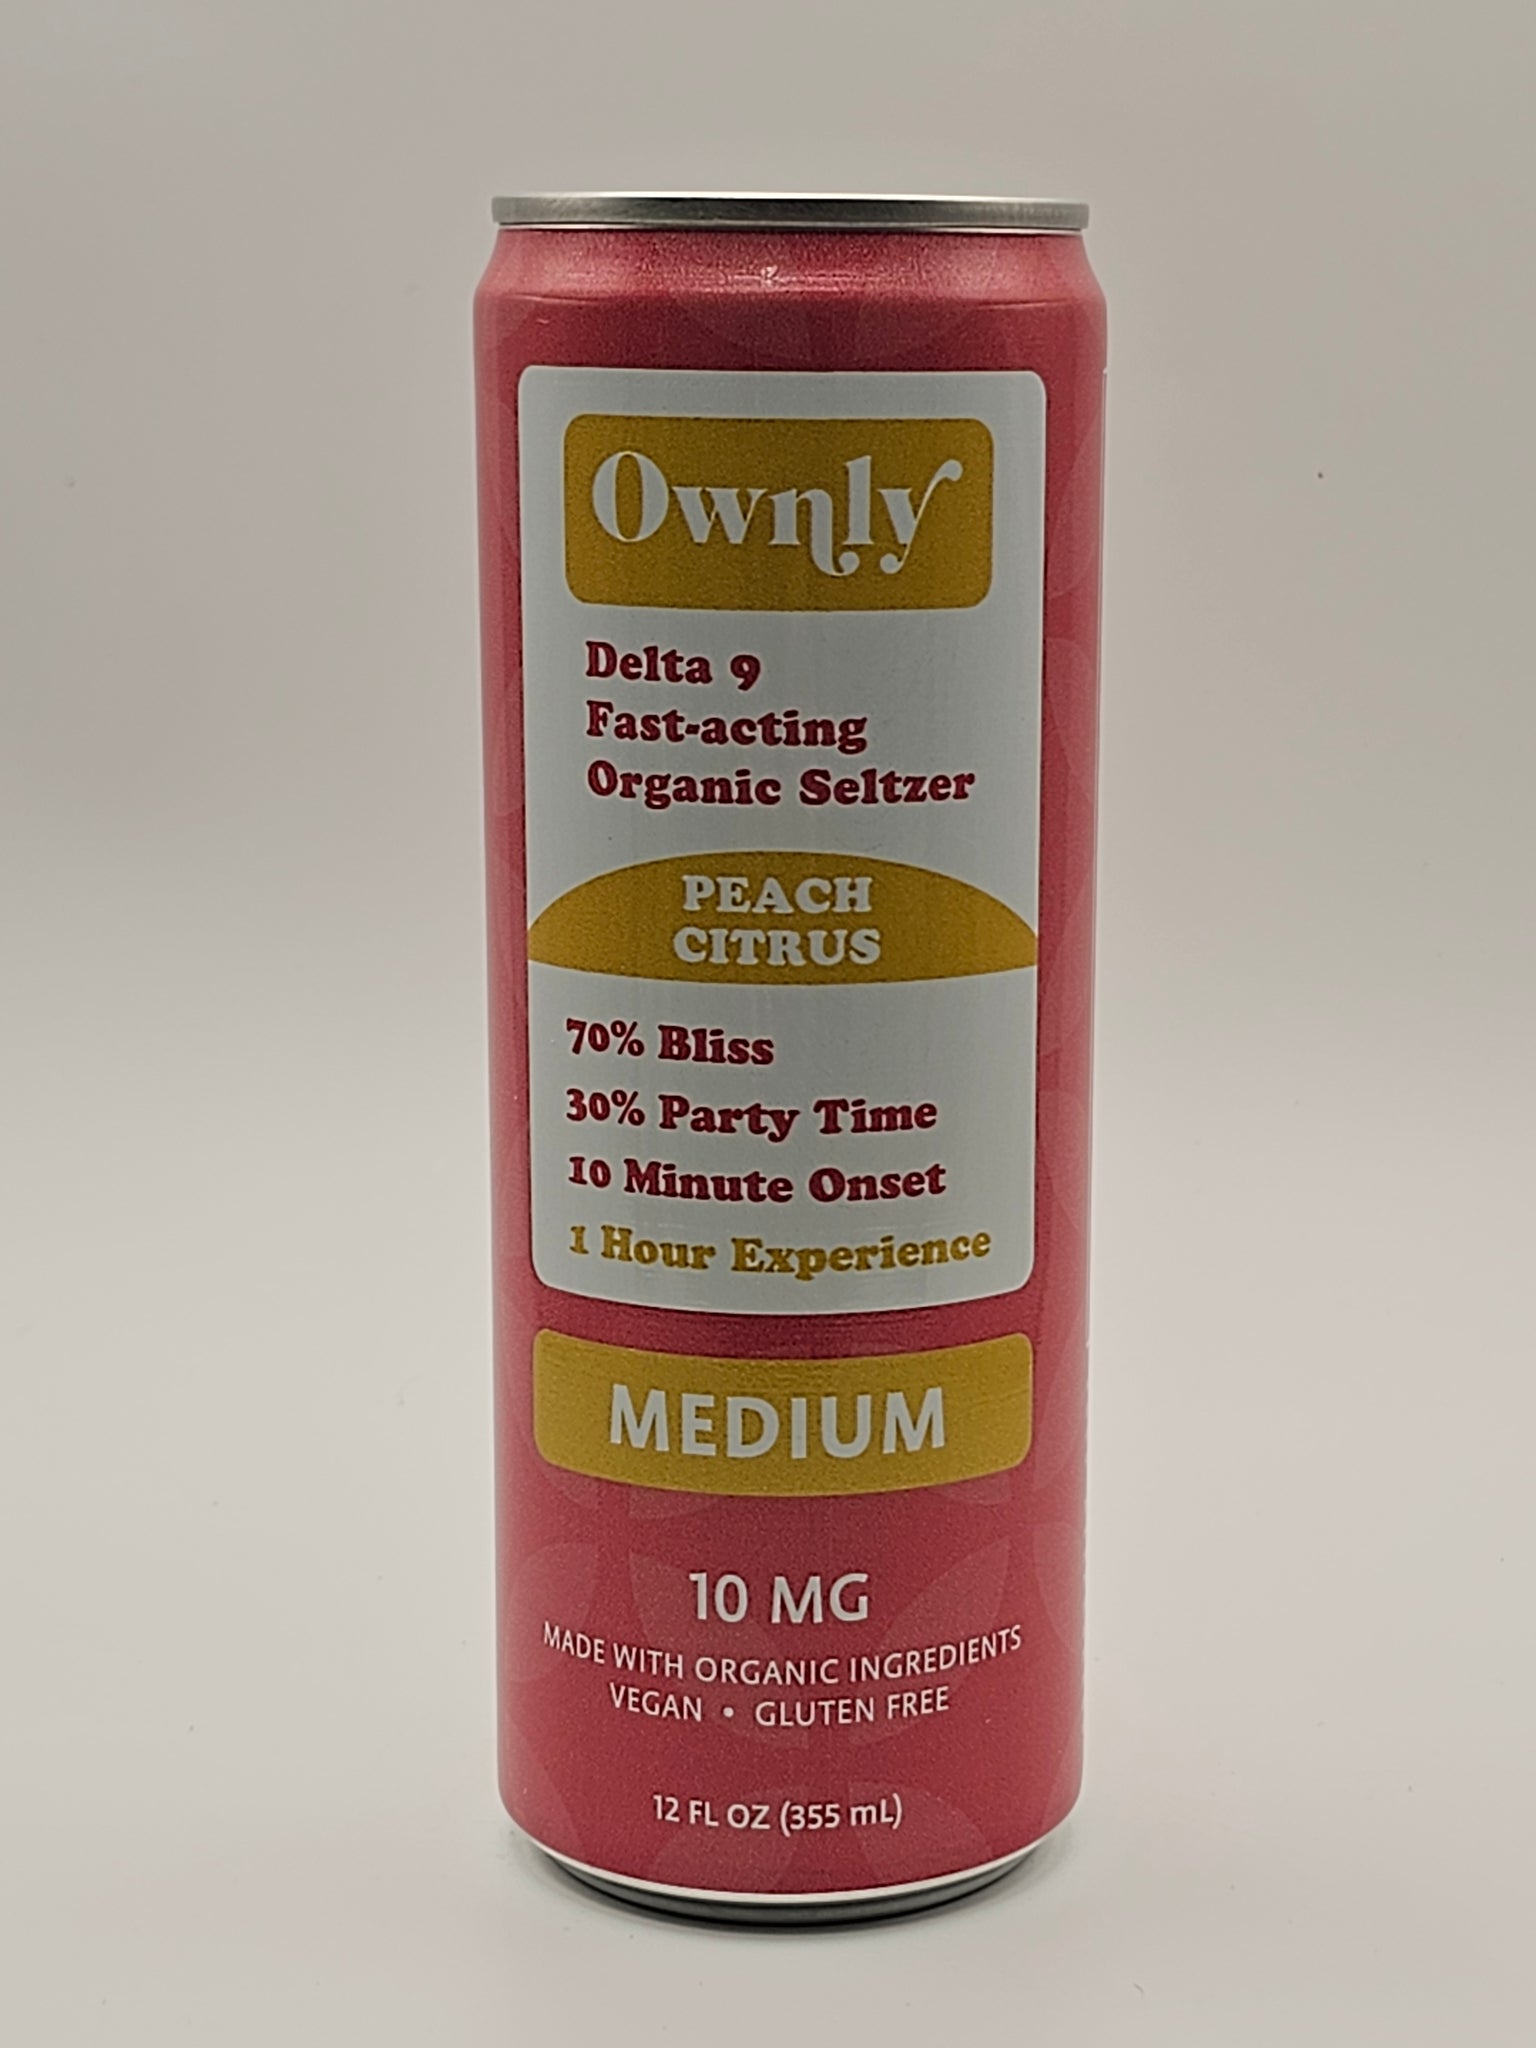 Ownly
Delta 9
Fast-acting
Organic Seltzer
PEACH
CITRUS
70% Bliss
30% Party Time
10 Minute Onset
1 Hour Experience
MEDIUM
10 MG
MADE WITH ORGANIC INGREDIENTS
VEGAN • GLUTEN FREE
12 FL OZ (355 mL)